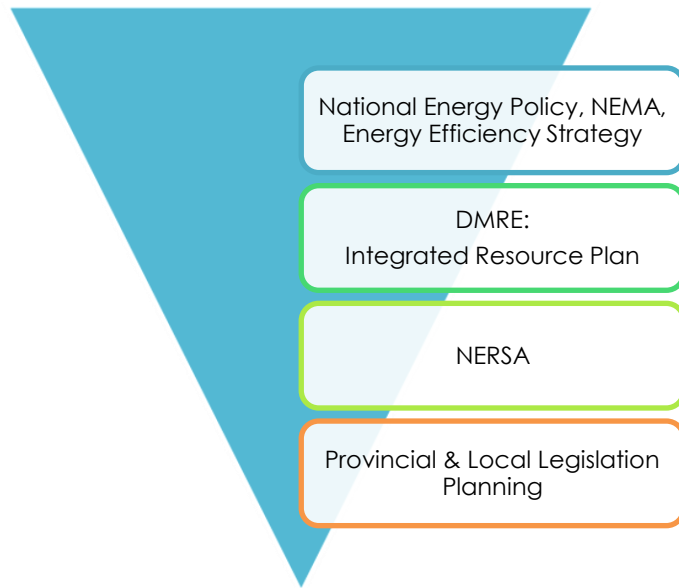 National Energy Policy, NEMA,
Energy Efficiency Strategy
DMRE:
Integrated Resource Plan
NERSA
Provincial & Local Legislation
Planning